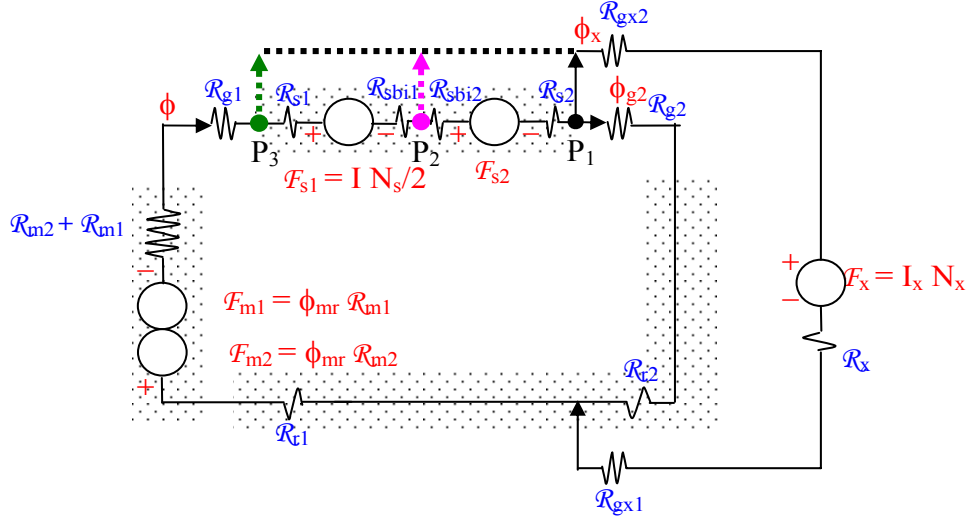 ℛgx2
ϕx
ℛg1
ℛs1
ℛsbi1
ℛsbi2
ℛs2
ϕg2
ℛg2
ϕ
+
−
+
−
P3
P2
P1
ℱs1 = I Ns/2
ℱs2
ℛm2 + ℛm1
−
+
−
ℱx = Ix Nx
ℱm1 = ϕmr ℛm1
ℱm2 = ϕmr ℛm2
+
ℛx
ℛr2
ℛr1
ℛgx1